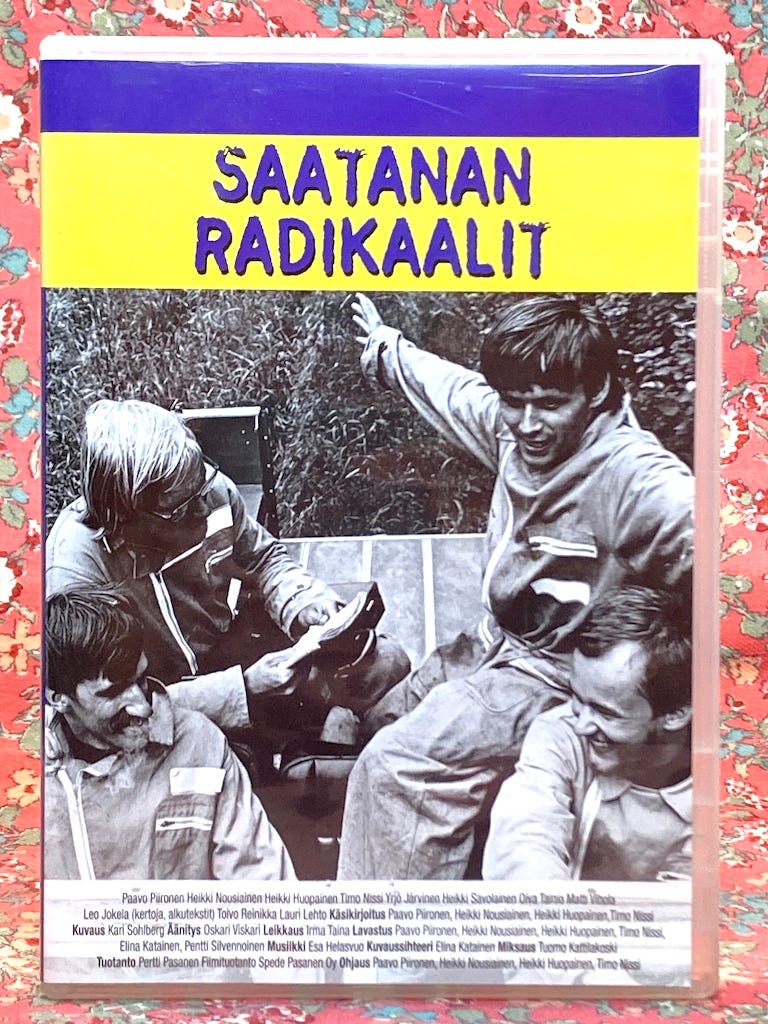 SAATANAN
RADIKAALIT
Paavo Piironen Heikki Nousiainen Heikki Huopainen Timo Nissi Yrjö Järvinen Heikki Savolainen Oiva Tainio Matti Vihola
Leo Jokela (kertoja, alkutekstit) Toivo Reinikka Lauri Lehto Käsikirjoitus Paavo Piironen, Heikki Nousiainen, Heikki Huopainen,Timo Nissi
Kuvaus Kari Sohlberg Äänitys Oskari Viskari Leikkaus Irma Taina Lavastus Paavo Piironen, Heikki Nousiainen, Heikki Huopainen, Timo Nissi,
Elina Katainen, Pentti Silvennoinen Musiikki Esa Helasvuo Kuvaussihteeri Elina Katainen Miksaus Tuomo Kattilakoski
Tuotanto Pertti Pasanen Filmituotanto Spede Pasanen Oy Ohjaus Paavo Piironen, Heikki Nousiainen, Heikki Huopainen, Timo Nissi